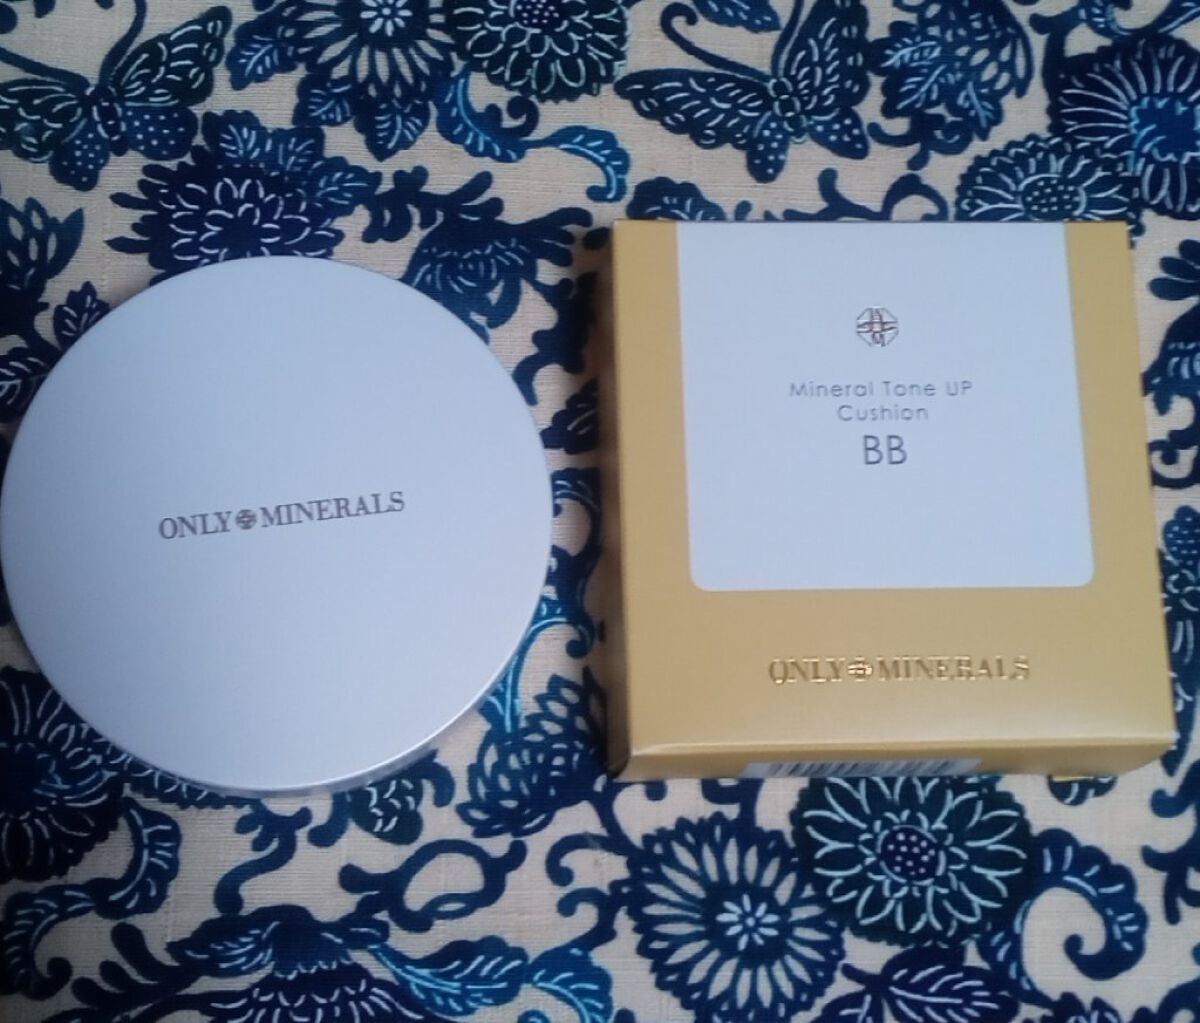 ONLY MINERALS
Mineral Tone UP
Cushion
BB
ONLY MINERALS